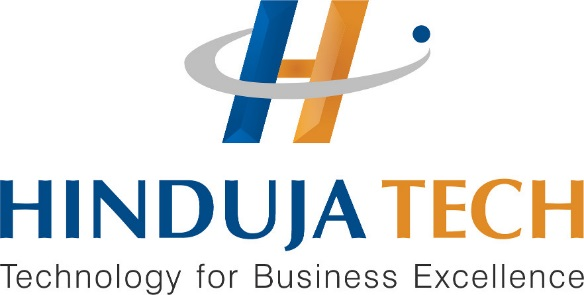 H
HINDUJA TECH
Technology for Business Excellence